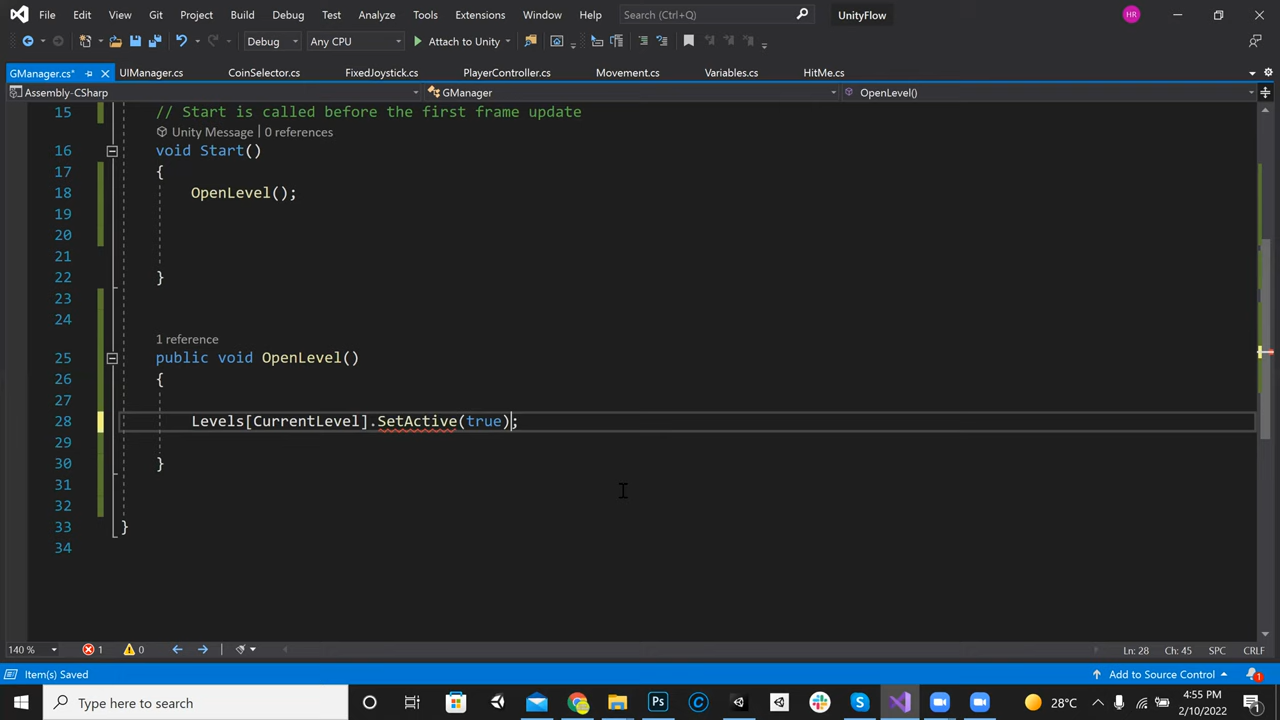 File Edit View Git Project Build Debug Test Analyze Tools Extensions Window Help Search (Ctrl+Q) UnityFlow HR
Debug Any CPU Attach to Unity
GManager.cs* UIManager.cs CoinSelector.cs FixedJoystick.cs PlayerController.cs Movement.cs Variables.cs HitMe.cs
Assembly-CSharp GManager OpenLevel()
15 // Start is called before the first frame update
Unity Message | 0 references
16 void Start()
17 {
18 OpenLevel();
19
20
21
22 }
23
24
1 reference
25 public void OpenLevel()
26 {
27
28 Levels[CurrentLevel].SetActive(true);
29
30 }
31
32
33 }
34
140 % 1 0 Ln: 28 Ch: 45 SPC CRLF
Item(s) Saved Add to Source Control 1
Type here to search 28°C 4:55 PM
2/10/2022